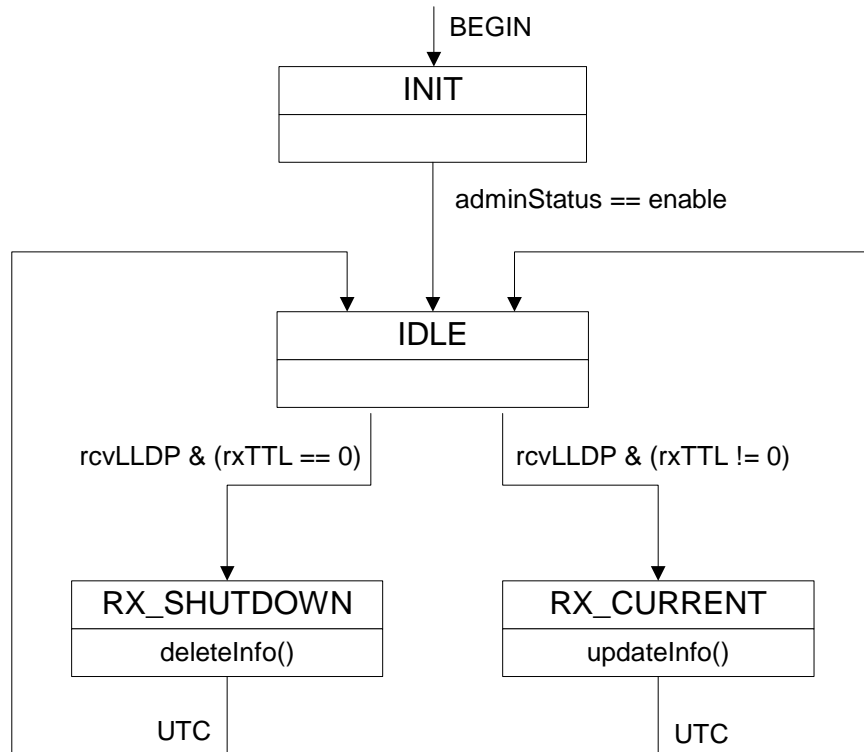 BEGIN
INIT
adminStatus == enable
IDLE
rcvLLDP & (rxTTL == 0)
rcvLLDP & (rxTTL != 0)
RX_SHUTDOWN
RX_CURRENT
deleteInfo()
updateInfo()
UTC
UTC